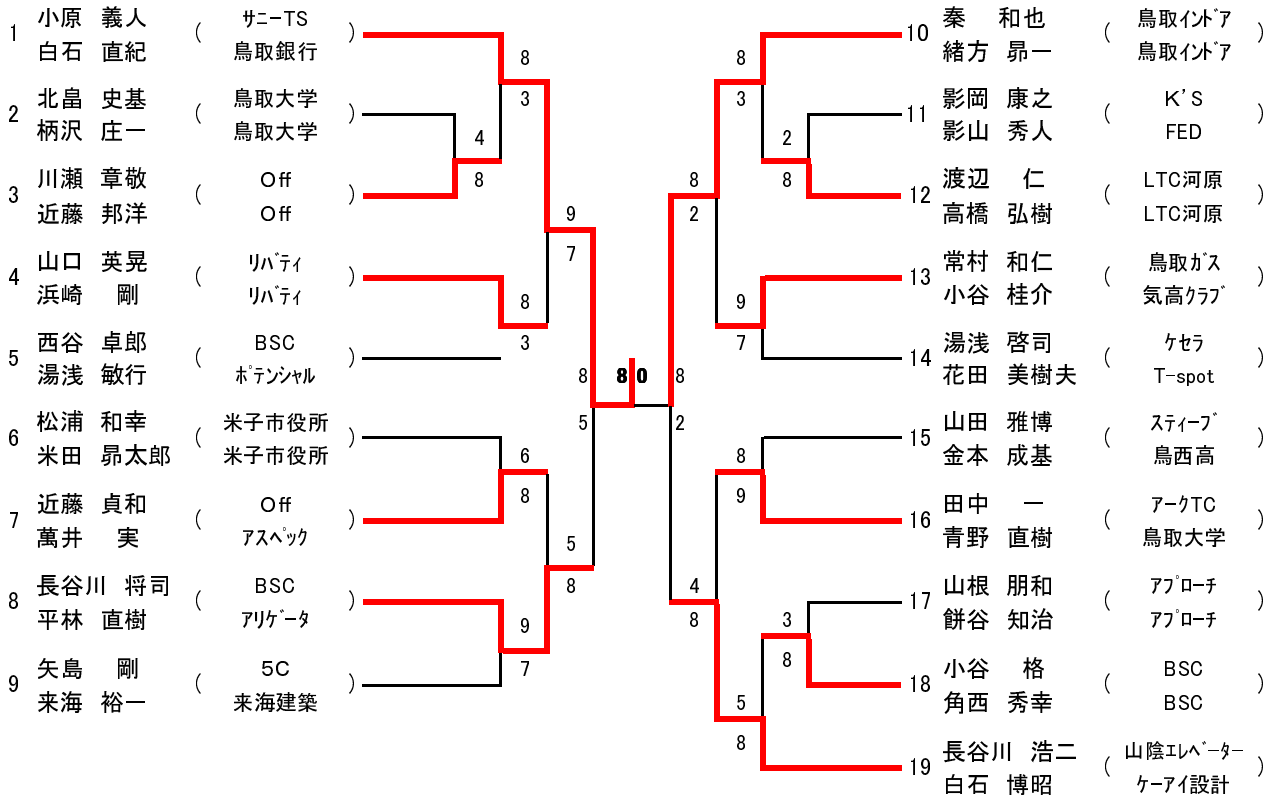 1 小原 義人 ( サニーTS )
白石 直紀 鳥取銀行
2 北畠 史基 ( 鳥取大学 )
柄沢 庄一 鳥取大学
3 川瀬 章敬 ( Off )
近藤 邦洋 Off
4 山口 英晃 ( リバティ )
浜崎 剛 リバティ
5 西谷 卓郎 ( BSC )
湯浅 敏行 ポテンシャル
6 松浦 和幸 ( 米子市役所 )
米田 昴太郎 米子市役所
7 近藤 貞和 ( Off )
萬井 実 アスペック
8 長谷川 将司 ( BSC )
平林 直樹 アリゲータ
9 矢島 剛 ( 5C )
来海 裕一 来海建築
8
3
4
8
9
7
8
3
8
5
6
8
5
8
9
7
8 0
8
3
2
8
8
2
9
7
8
2
8
9
4
8
3
8
5
8
10 秦 和也 ( 鳥取インドア )
緒方 昴一 鳥取インドア
11 影岡 康之 ( K'S )
影山 秀人 FED
12 渡辺 仁 ( LTC河原 )
高橋 弘樹 LTC河原
13 常村 和仁 ( 鳥取ガス )
小谷 桂介 気高クラブ
14 湯浅 啓司 ( ケセラ )
花田 美樹夫 T-spot
15 山田 雅博 ( スティーブ )
金本 成基 鳥西高
16 田中 一 ( アークTC )
青野 直樹 鳥取大学
17 山根 朋和 ( アプローチ )
餅谷 知治 アプローチ
18 小谷 格 ( BSC )
角西 秀幸 BSC
19 長谷川 浩二 ( 山陰エレベーター )
白石 博昭 ケーアイ設計